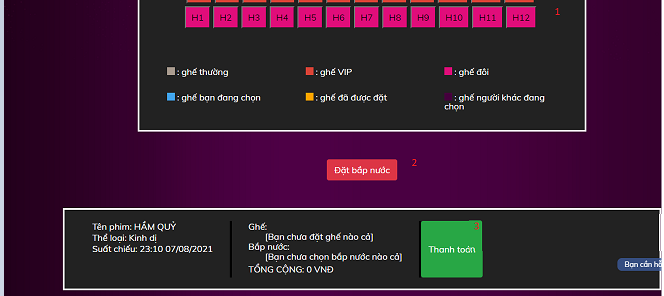 H1 H2 H3 H4 H5 H6 H7 H8 H9 H10 H11 H12 1
: ghế thường : ghế VIP : ghế đôi
: ghế bạn đang chọn : ghế đã được đặt : ghế người khác đang
chọn
Đặt bắp nước 2
Tên phim: HẦM QUỶ
Thể loại: Kinh dị
Suất chiếu: 23:10 07/08/2021
Ghế:
[Bạn chưa đặt ghế nào cả]
Bắp nước:
[Bạn chưa chọn bắp nước nào cả]
TỔNG CỘNG: 0 VNĐ
3
Thanh toán
Bạn cần hỗ